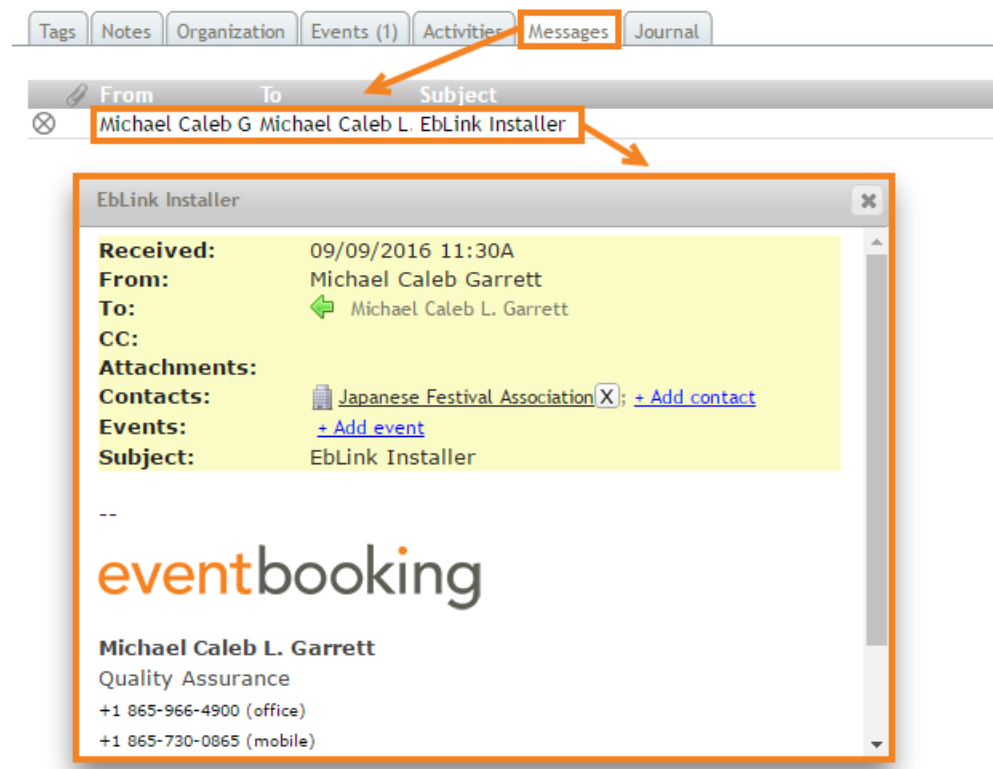 Tags Notes Organization Events (1) Activities Messages Journal
From To Subject
Michael Caleb G Michael Caleb L. EbLink Installer
EbLink Installer
Received: 09/09/2016 11:30A
From: Michael Caleb Garrett
To: Michael Caleb L. Garrett
CC:
Attachments:
Contacts: Japanese Festival Association X; + Add contact
Events: + Add event
Subject: EbLink Installer
--
eventbooking
Michael Caleb L. Garrett
Quality Assurance
+1 865-966-4900 (office)
+1 865-730-0865 (mobile)